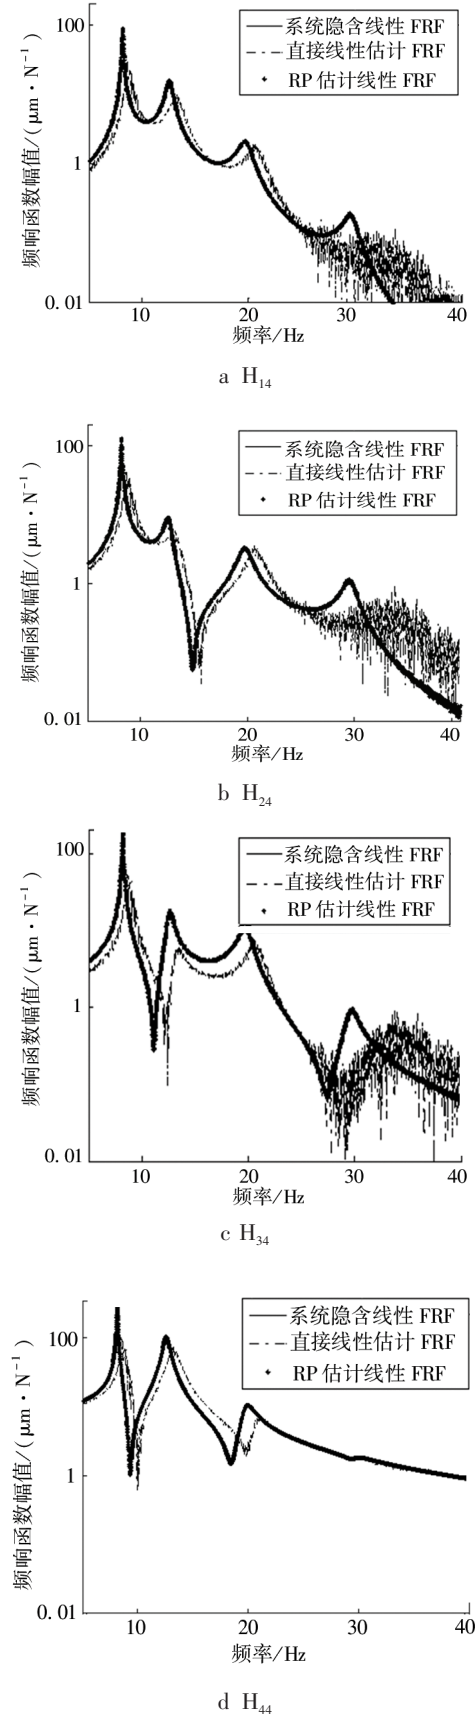 100
1
0.01
频响函数幅值/(μm·N⁻¹)
系统隐含线性 FRF
直接线性估计 FRF
RP 估计线性 FRF
10 20 30 40
频率/Hz
a H₁₄
100
1
0.01
频响函数幅值/(μm·N⁻¹)
系统隐含线性 FRF
直接线性估计 FRF
RP 估计线性 FRF
10 20 30 40
频率/Hz
b H₂₄
100
1
0.01
频响函数幅值/(μm·N⁻¹)
系统隐含线性 FRF
直接线性估计 FRF
RP 估计线性 FRF
10 20 30 40
频率/Hz
c H₃₄
100
1
0.01
频响函数幅值/(μm·N⁻¹)
系统隐含线性 FRF
直接线性估计 FRF
RP 估计线性 FRF
10 20 30 40
频率/Hz
d H₄₄